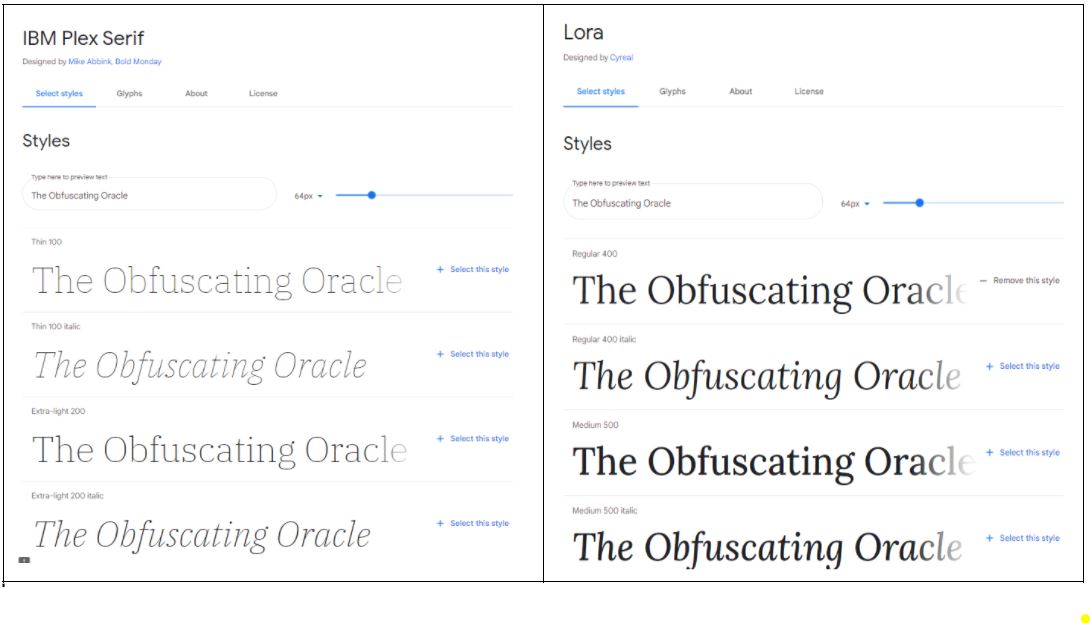 IBM Plex Serif
Designed by Mike Abbink, Bold Monday
Select styles Glyphs About License
Styles
Type here to preview text
The Obfuscating Oracle
64px
Thin 100
The Obfuscating Oracle
+ Select this style
Thin 100 italic
The Obfuscating Oracle
+ Select this style
Extra-light 200
The Obfuscating Oracle
+ Select this style
Extra-light 200 italic
The Obfuscating Oracle
+ Select this style
Lora
Designed by Cyreal
Select styles Glyphs About License
Styles
Type here to preview text
The Obfuscating Oracle
64px
Regular 400
The Obfuscating Oracle
— Remove this style
Regular 400 italic
The Obfuscating Oracle
+ Select this style
Medium 500
The Obfuscating Oracle
+ Select this style
Medium 500 italic
The Obfuscating Oracle
+ Select this style